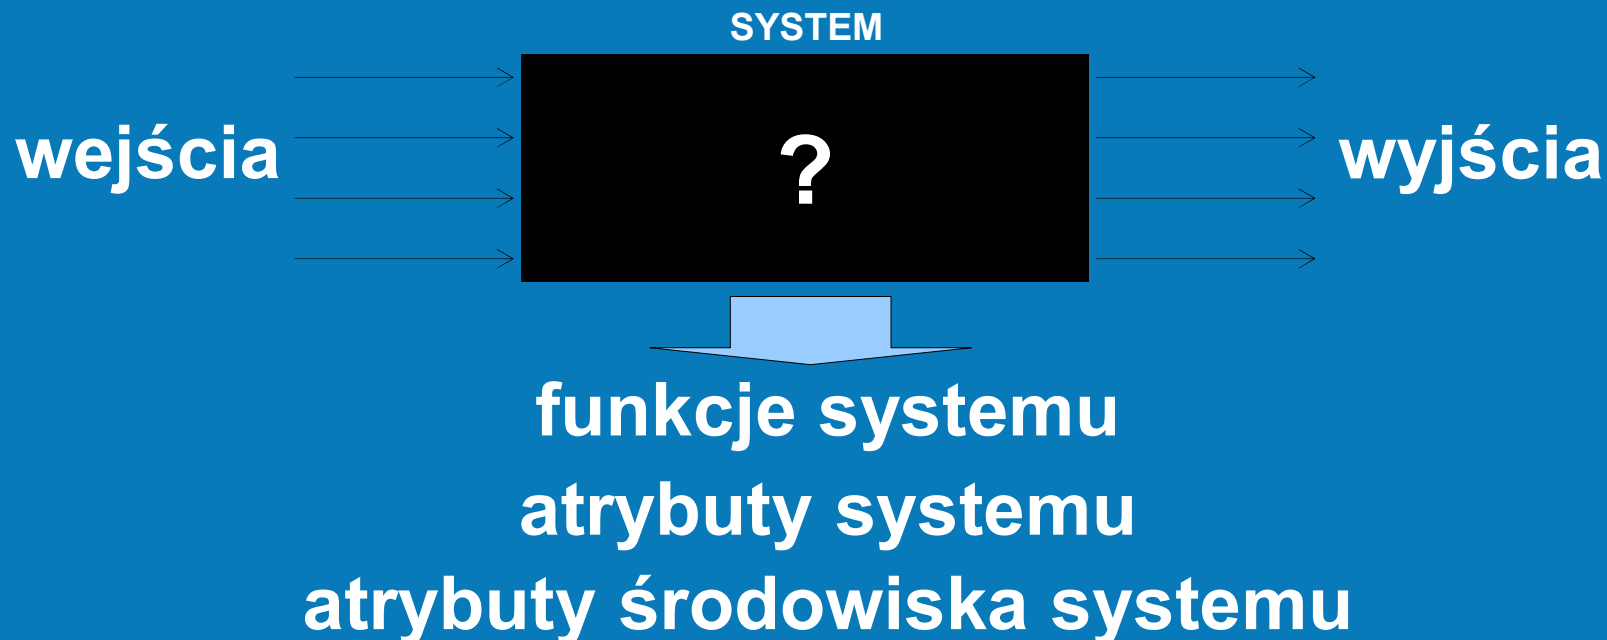 SYSTEM
wejścia
?
wyjścia
funkcje systemu
atrybuty systemu
atrybuty środowiska systemu